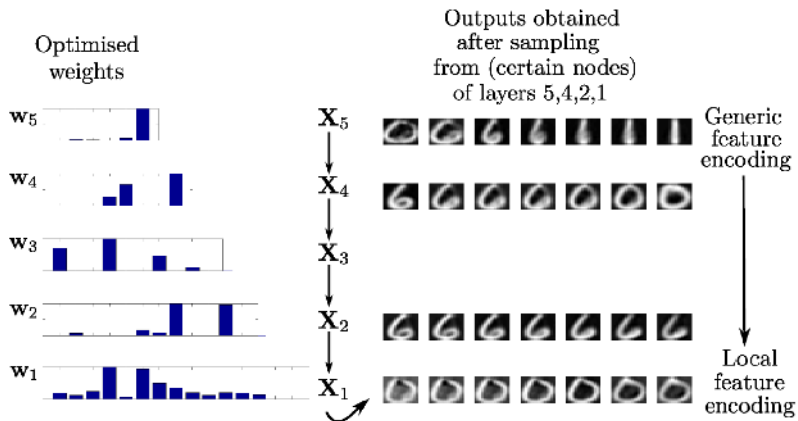 Optimised
weights
Outputs obtained
after sampling
from (certain nodes)
of layers 5,4,2,1
w5
X5
Generic
feature
encoding
w4
X4
w3
X3
w2
X2
w1
X1
Local
feature
encoding